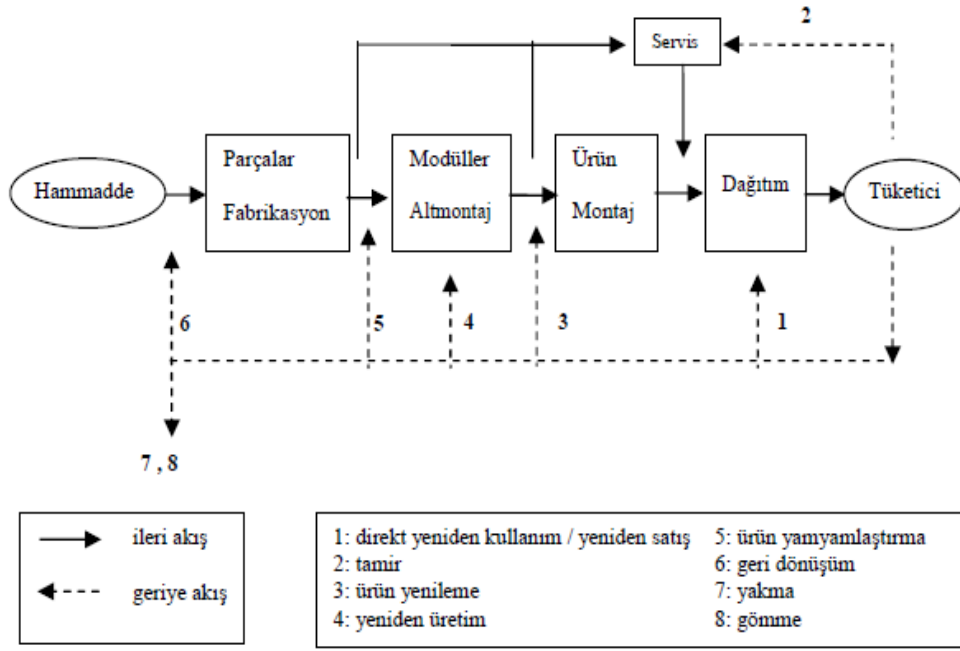 2
Servis
Hammadde
Parçalar
Fabrikasyon
Modüller
Altmontaj
Ürün
Montaj
Dağıtım
Tüketici
6
5
4
3
1
7 , 8
ileri akış
geriye akış
1: direkt yeniden kullanım / yeniden satış
2: tamir
3: ürün yenileme
4: yeniden üretim
5: ürün yamyamlaştırma
6: geri dönüşüm
7: yakma
8: gömme